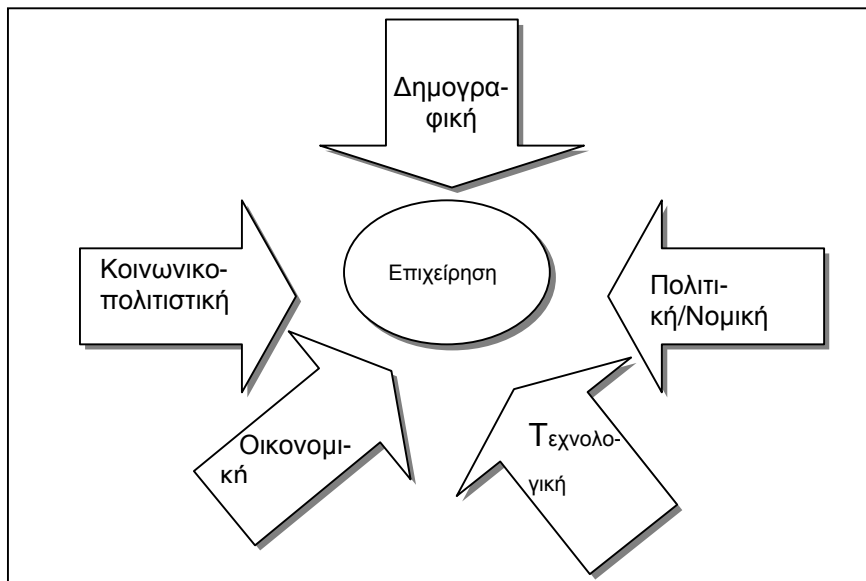 Δημογρα-
φική
Κοινωνικο-
πολιτιστική
Επιχείρηση
Πολιτι-
κή/Νομική
Οικονομι-
κή
Τεχνολο-
γική